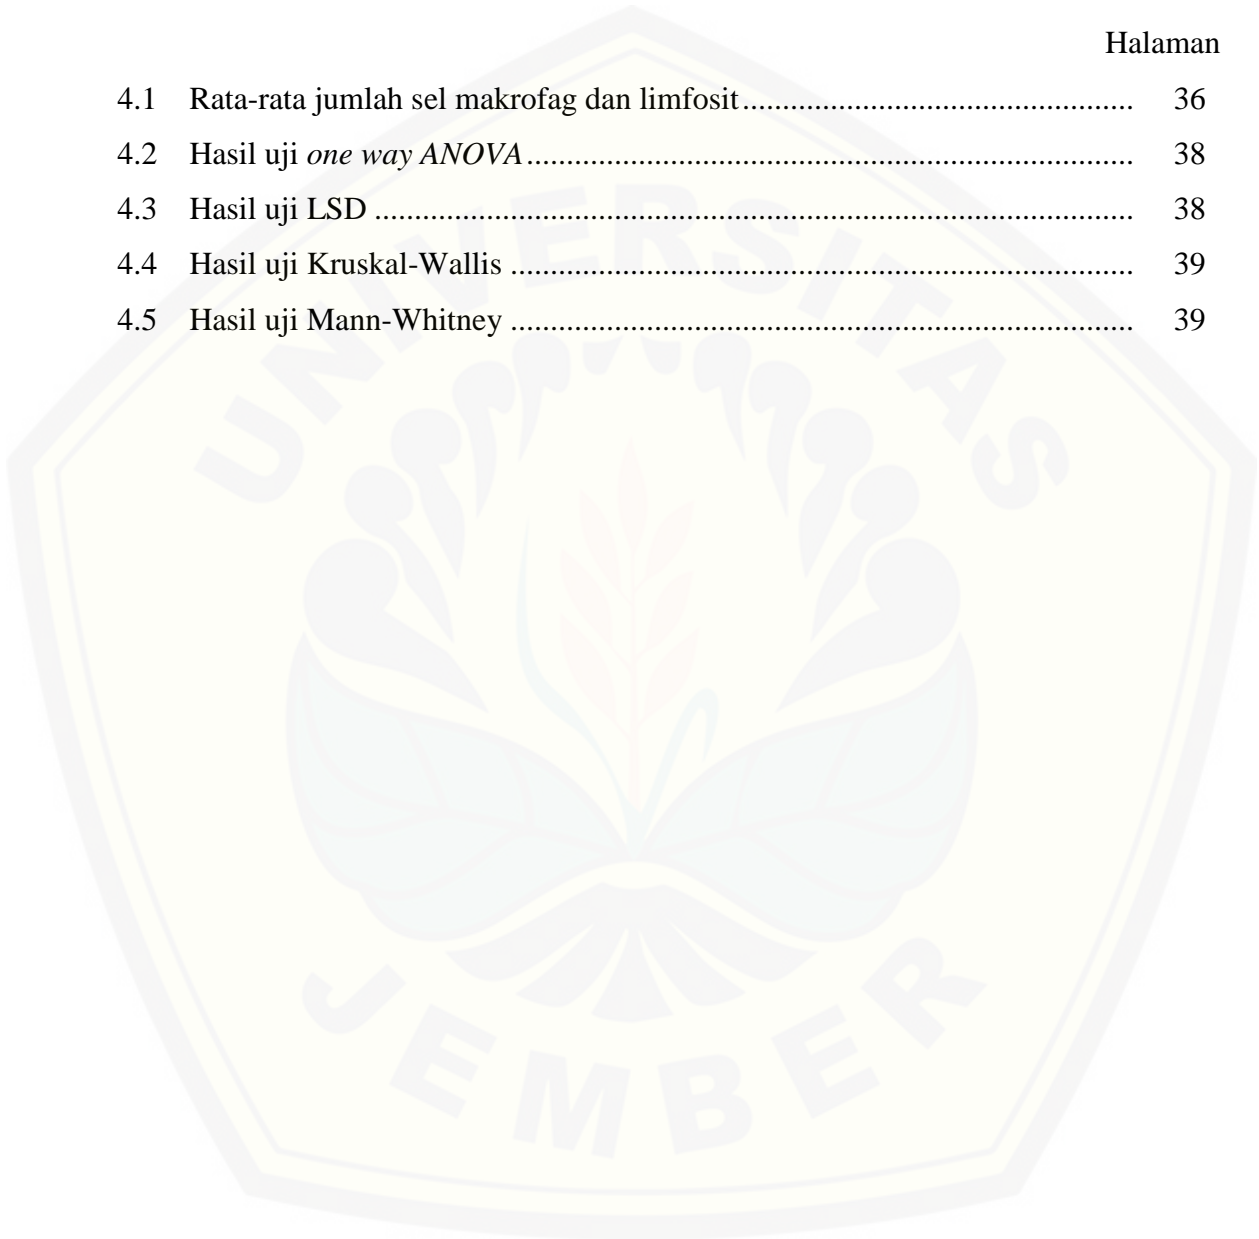 Halaman
4.1 Rata-rata jumlah sel makrofag dan limfosit................................................. 36
4.2 Hasil uji one way ANOVA............................................................................ 38
4.3 Hasil uji LSD ............................................................................................... 38
4.4 Hasil uji Kruskal-Wallis .............................................................................. 39
4.5 Hasil uji Mann-Whitney .............................................................................. 39
UNIVERSITAS
JEMBER